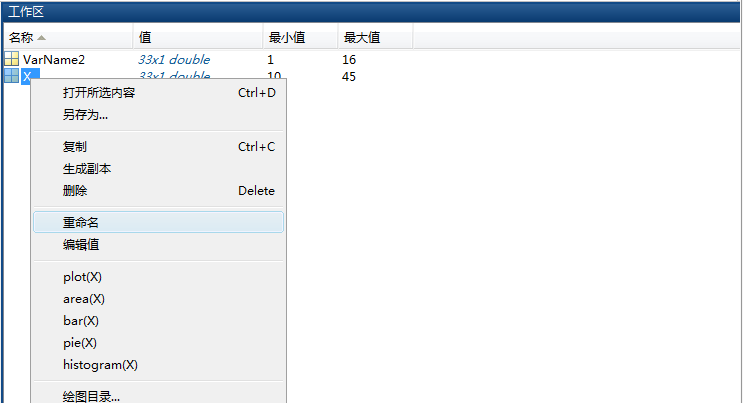 工作区
名称 值 最小值 最大值
VarName2 33x1 double 1 16
X 33x1 double 10 45
打开所选内容 Ctrl+D
另存为...
复制 Ctrl+C
生成副本
删除 Delete
重命名
编辑值
plot(X)
area(X)
bar(X)
pie(X)
histogram(X)
绘图目录...